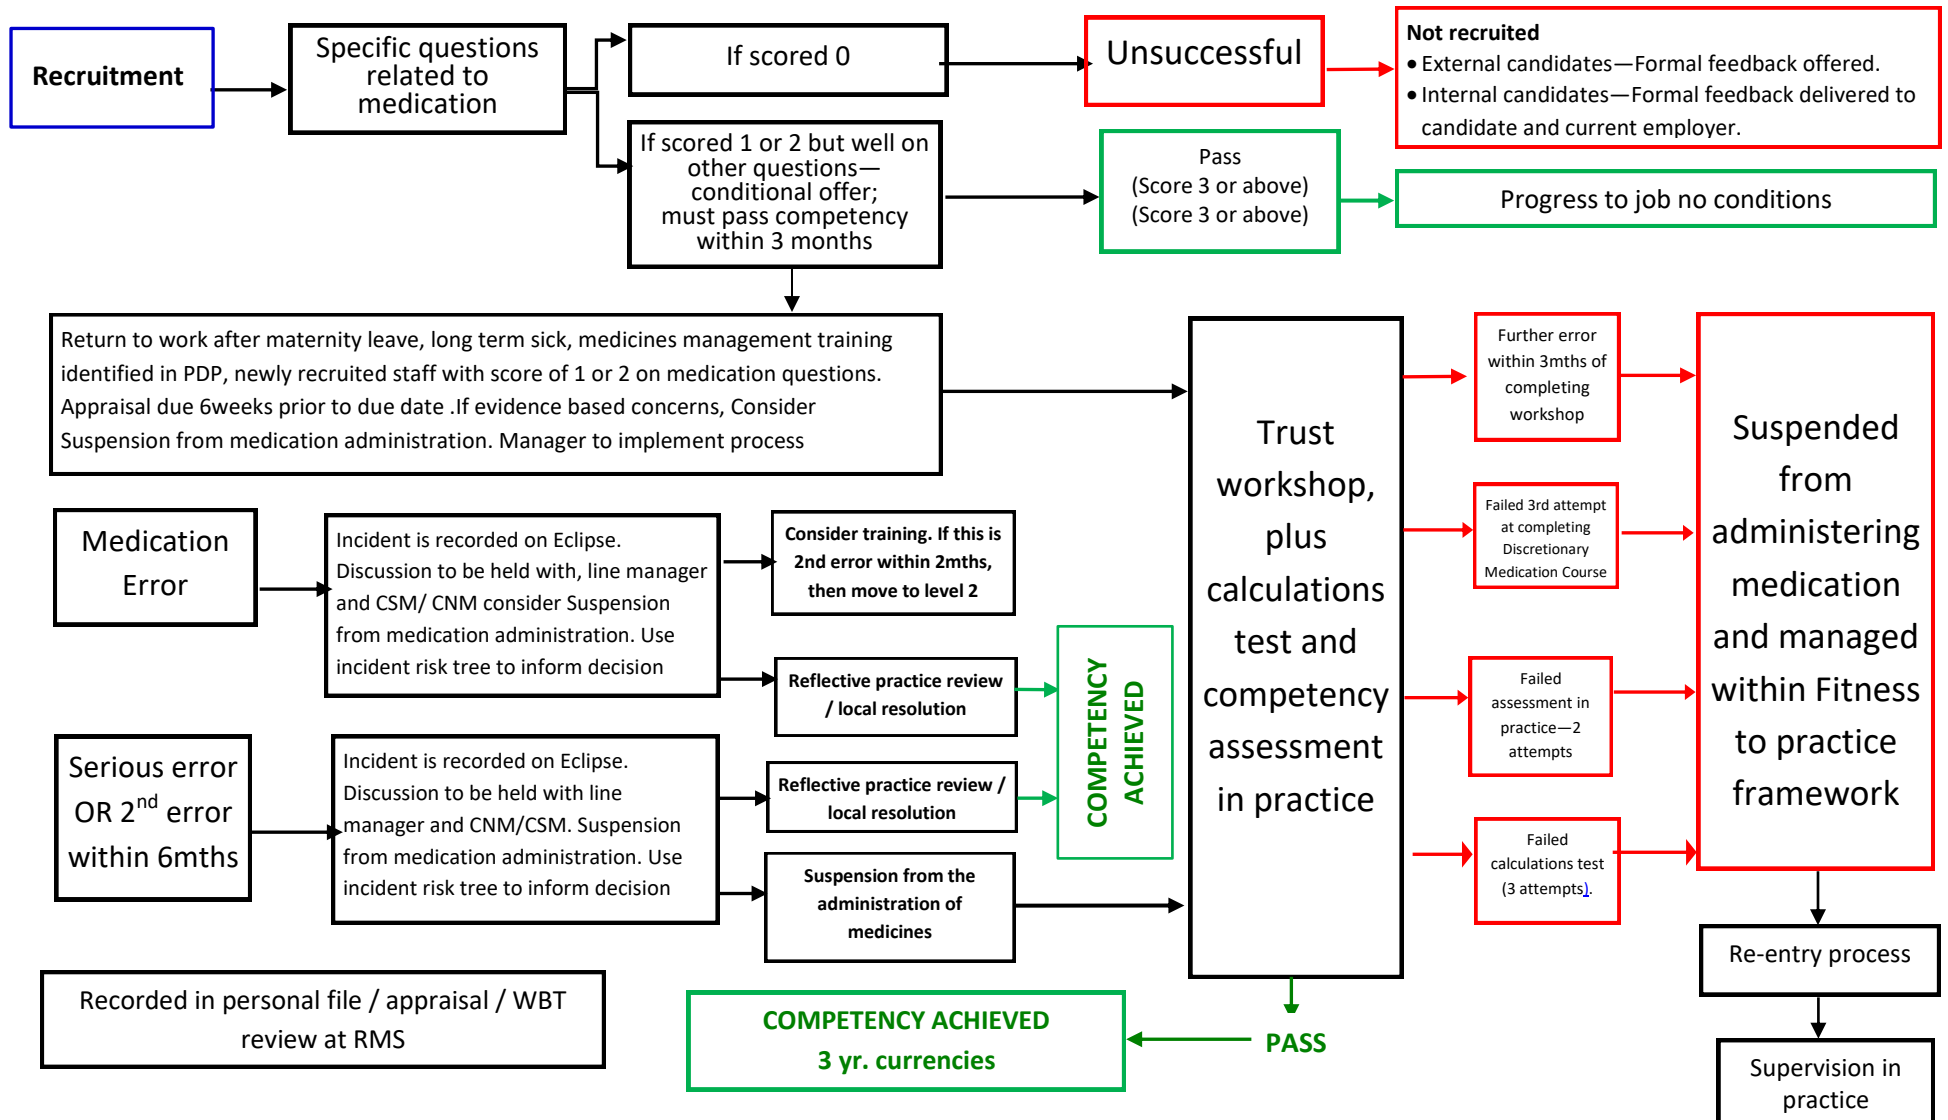 Recruitment
Specific questions
related to
medication
If scored 0
Unsuccessful
Not recruited
• External candidates—Formal feedback offered.
• Internal candidates—Formal feedback delivered to
candidate and current employer.
If scored 1 or 2 but well on
other questions—
conditional offer;
must pass competency
within 3 months
Pass
(Score 3 or above)
(Score 3 or above)
Progress to job no conditions
Return to work after maternity leave, long term sick, medicines management training
identified in PDP, newly recruited staff with score of 1 or 2 on medication questions.
Appraisal due 6weeks prior to due date .If evidence based concerns, Consider
Suspension from medication administration. Manager to implement process
Medication
Error
Incident is recorded on Eclipse.
Discussion to be held with, line manager
and CSM/ CNM consider Suspension
from medication administration. Use
incident risk tree to inform decision
Consider training. If this is
2nd error within 2mths,
then move to level 2
Reflective practice review
/ local resolution
Serious error
OR 2nd error
within 6mths
Incident is recorded on Eclipse.
Discussion to be held with line
manager and CNM/CSM. Suspension
from medication administration. Use
incident risk tree to inform decision
Reflective practice review /
local resolution
Suspension from the
administration of
medicines
COMPETENCY
ACHIEVED
Trust
workshop,
plus
calculations
test and
competency
assessment
in practice
Further error
within 3mths of
completing
workshop
Failed 3rd attempt
at completing
Discretionary
Medication Course
Failed
assessment in
practice—2
attempts
Failed
calculations test
(3 attempts).
Suspended
from
administering
medication
and managed
within Fitness
to practice
framework
Re-entry process
Supervision in
practice
Recorded in personal file / appraisal / WBT
review at RMS
COMPETENCY ACHIEVED
3 yr. currencies
PASS